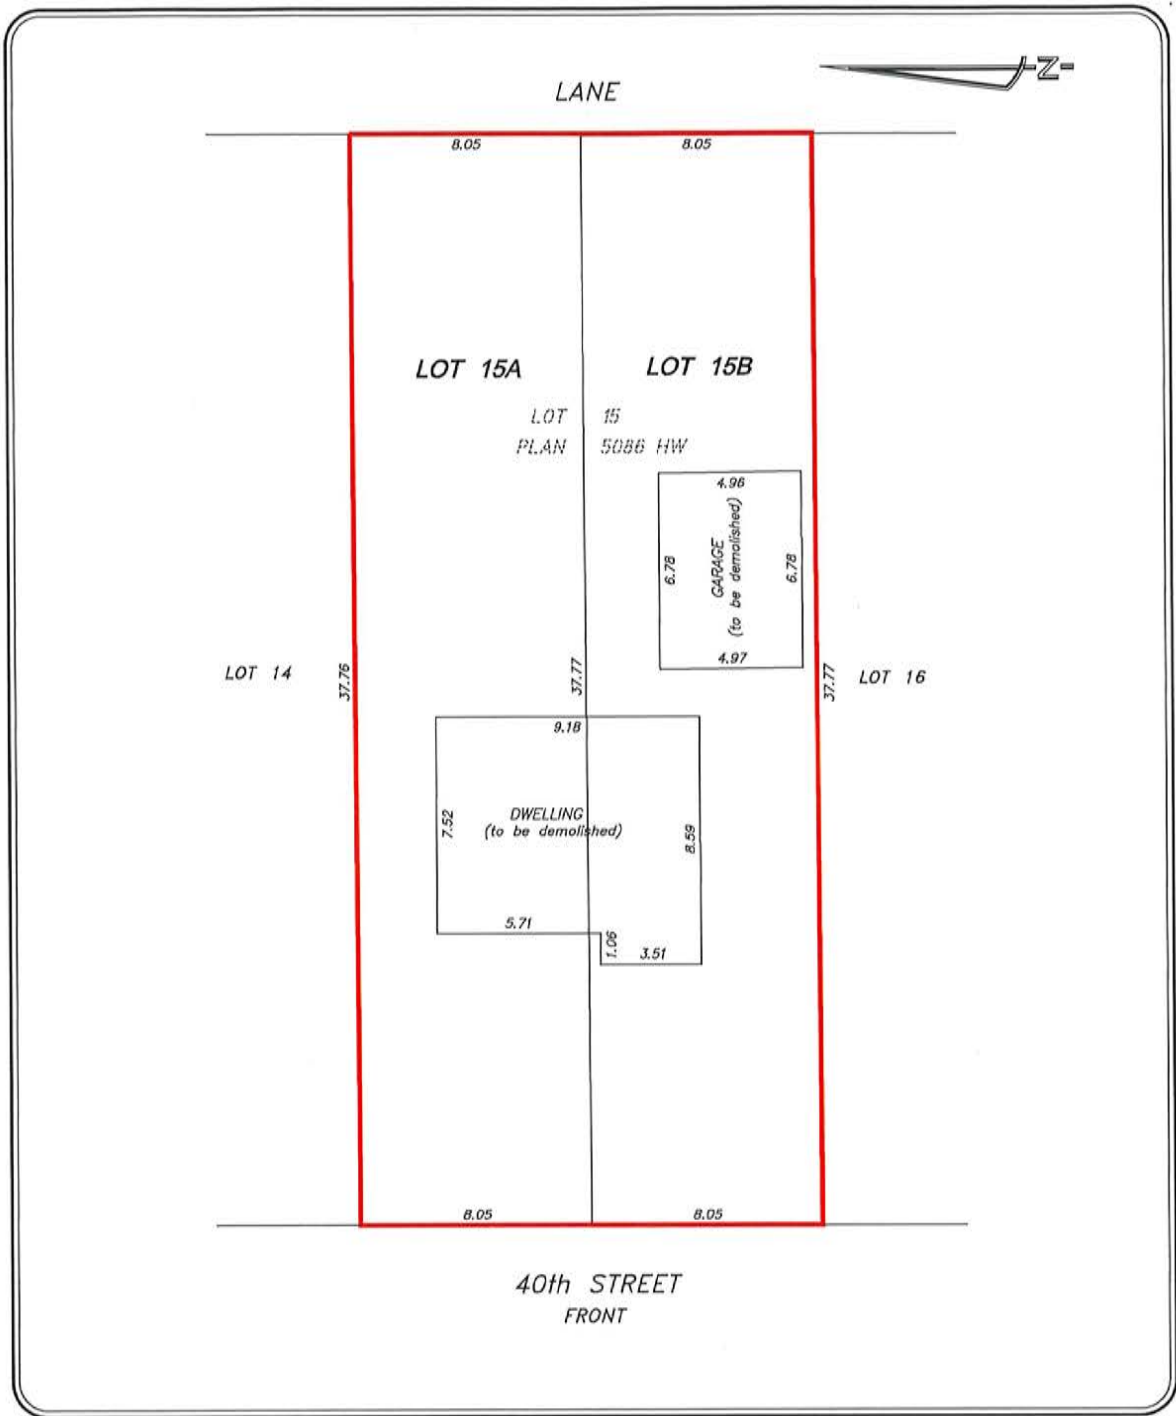 Z
LANE
8.05 8.05
LOT 15A LOT 15B
LOT 15
PLAN 5086 HW
4.96
6.78
GARAGE
(to be demolished)
6.78
4.97
LOT 14
37.76
37.77
37.77
LOT 16
9.18
7.52
DWELLING
(to be demolished)
8.59
5.71
1.06
3.51
8.05 8.05
40th STREET
FRONT